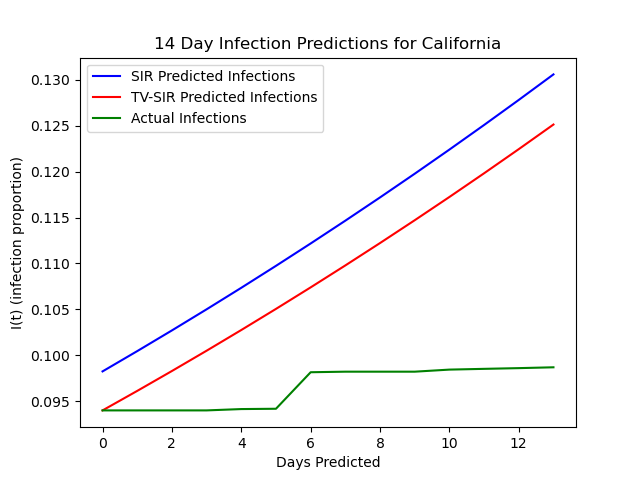 14 Day Infection Predictions for California
SIR Predicted Infections
TV-SIR Predicted Infections
Actual Infections
I(t) (infection proportion)
0.130
0.125
0.120
0.115
0.110
0.105
0.100
0.095
0 2 4 6 8 10 12
Days Predicted